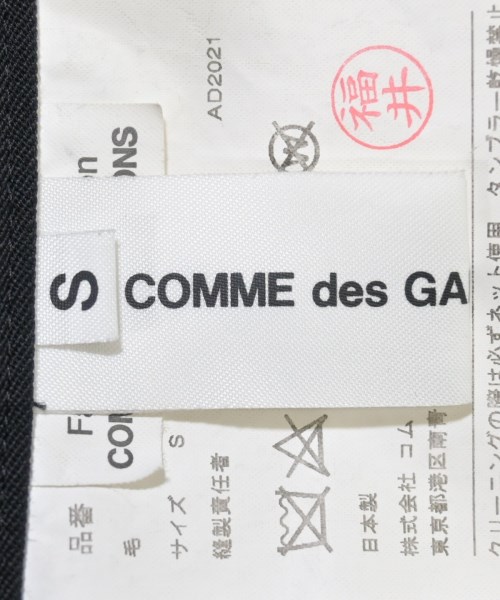 S
COMME des GA
福井
AD2021
ONS
COM
S
品番
毛
サイズ
縫製責任者
日本製
株式会社 コム
東京都港区南青
クリーニングの際は必ずネット使用 タンブラー乾燥禁止